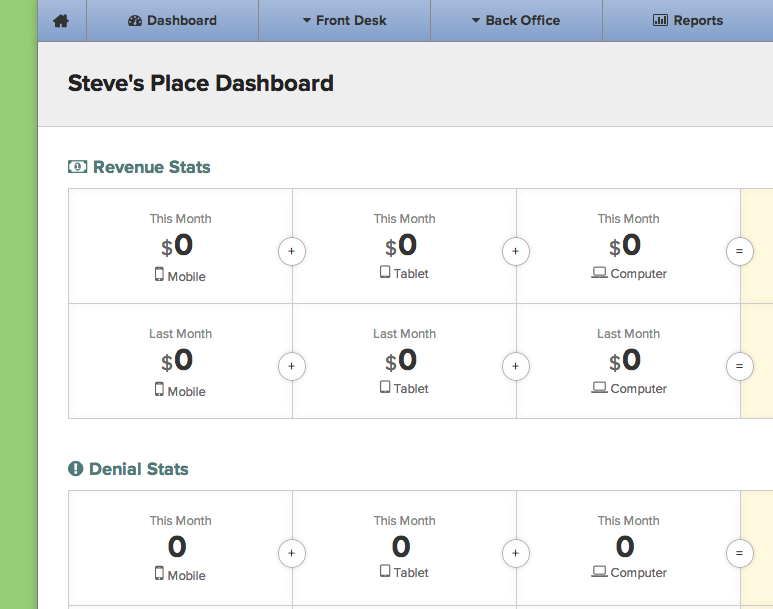 Dashboard Front Desk Back Office Reports
Steve's Place Dashboard
Revenue Stats
This Month This Month This Month
$0 + $0 + $0 =
Mobile Tablet Computer
Last Month Last Month Last Month
$0 + $0 + $0 =
Mobile Tablet Computer
Denial Stats
This Month This Month This Month
0 + 0 + 0 =
Mobile Tablet Computer